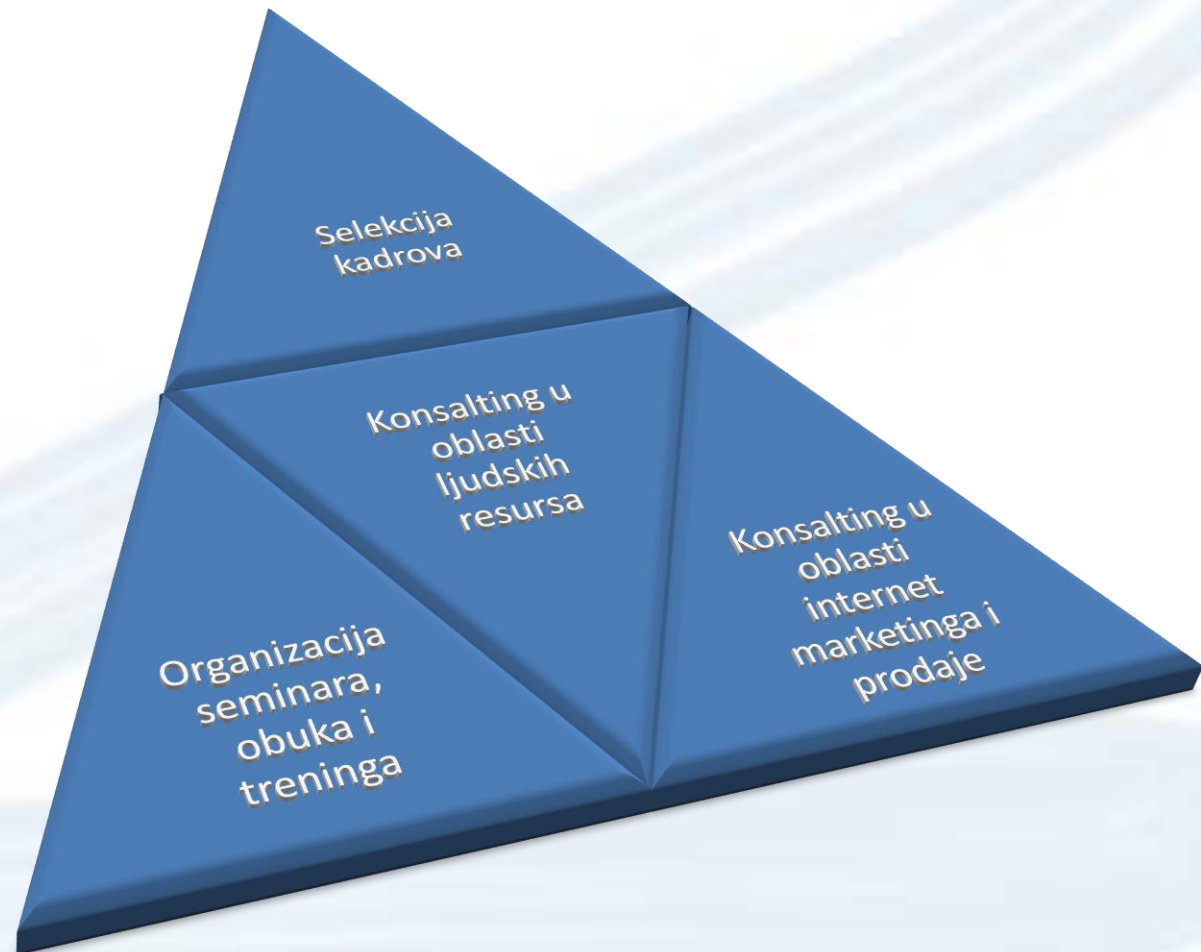 Selekcija
kadrova
Konsalting u
oblasti
ljudskih
resursa
Organizacija
seminara,
obuka i
treninga
Konsalting u
oblasti
internet
marketinga i
prodaje